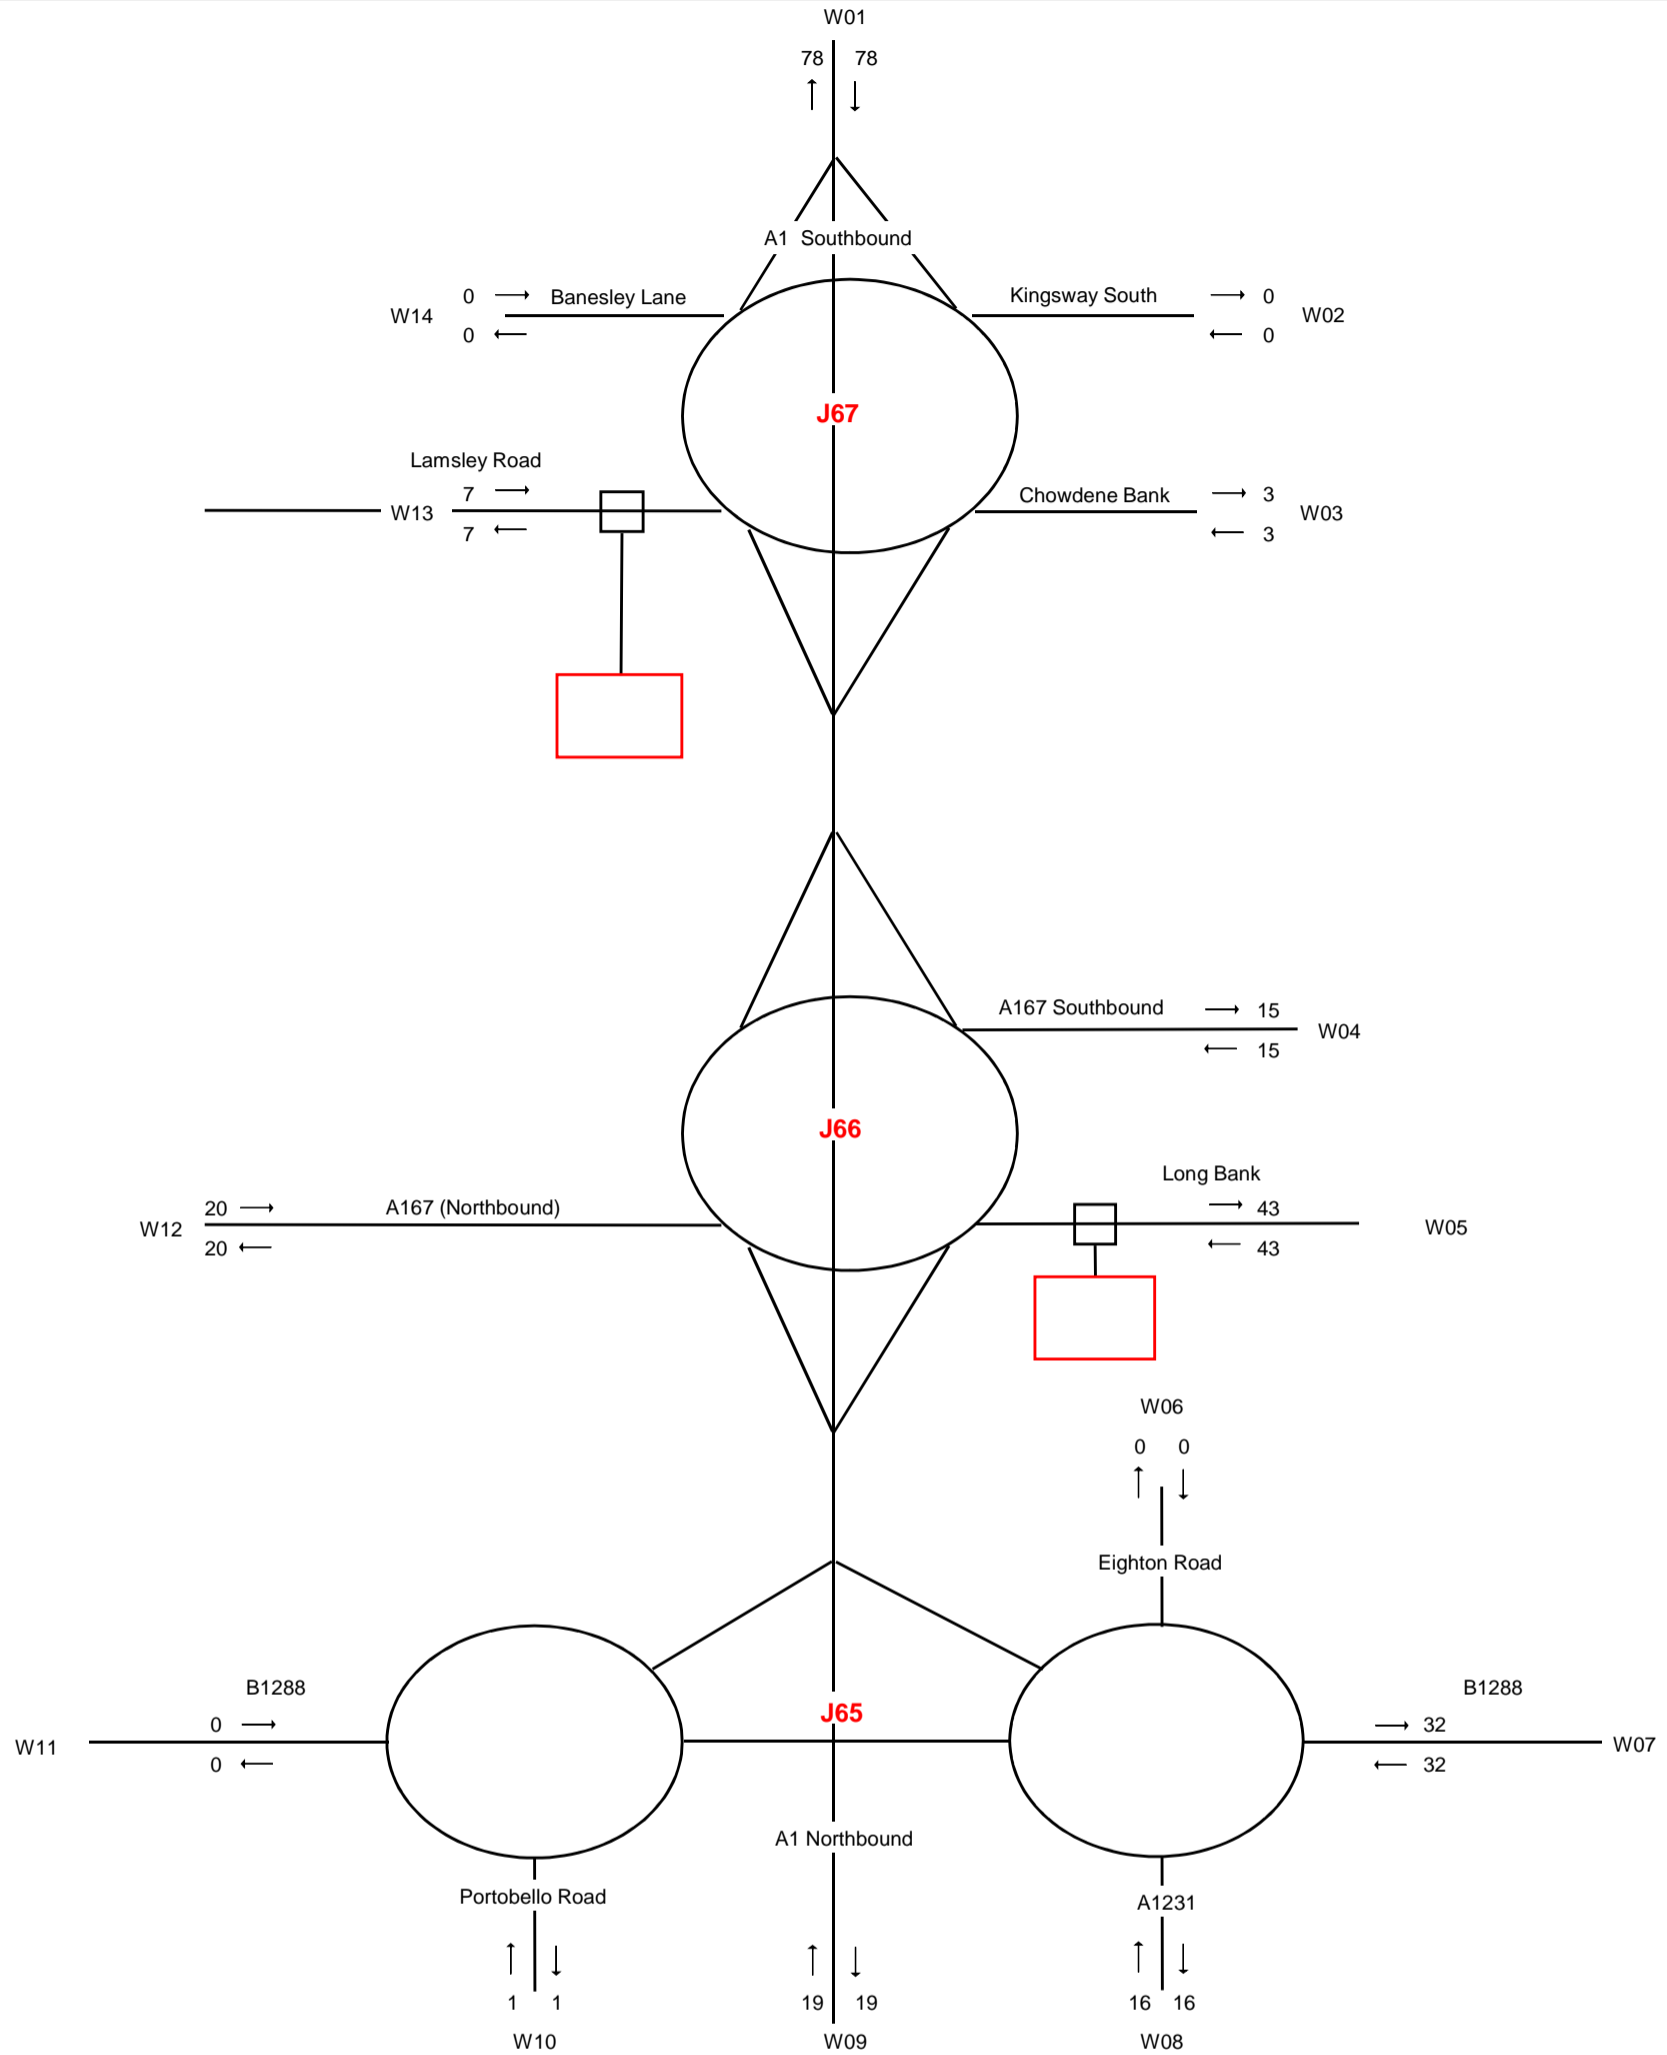 W01
78 78
A1 Southbound
0 Banesley Lane
Kingsway South 0
W14
W02
0
0
J67
Lamsley Road
7
Chowdene Bank 3
W13
W03
7
3
A167 Southbound 15
W04
15
J66
Long Bank
20 A167 (Northbound)
43
W12
W05
20
43
W06
0 0
Eighton Road
B1288
B1288
J65
0
32
W11
W07
0
32
A1 Northbound
Portobello Road
A1231
1 1
19 19
16 16
W10
W09
W08